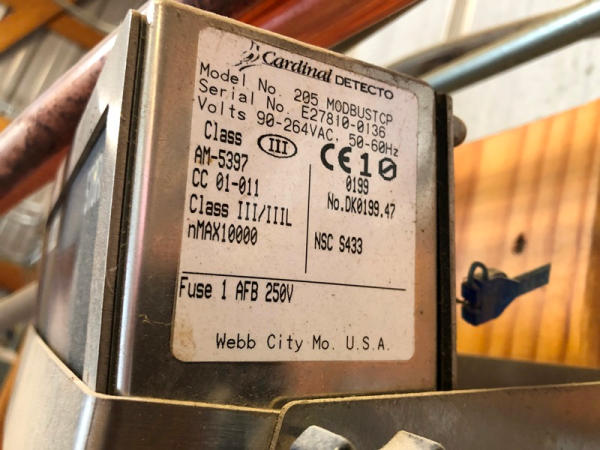 Cardinal DETECTO
Model No. 205 MODBUSTCP
Serial No. E27810-0136
Volts 90-264VAC, 50-60Hz
Class III
CE10
AM-5397
0199
CC 01-011
No.DK0199.47
Class III/IIIL
nMAX10000
NSC S433
Fuse 1 AFB 250V
Webb City Mo. U.S.A.